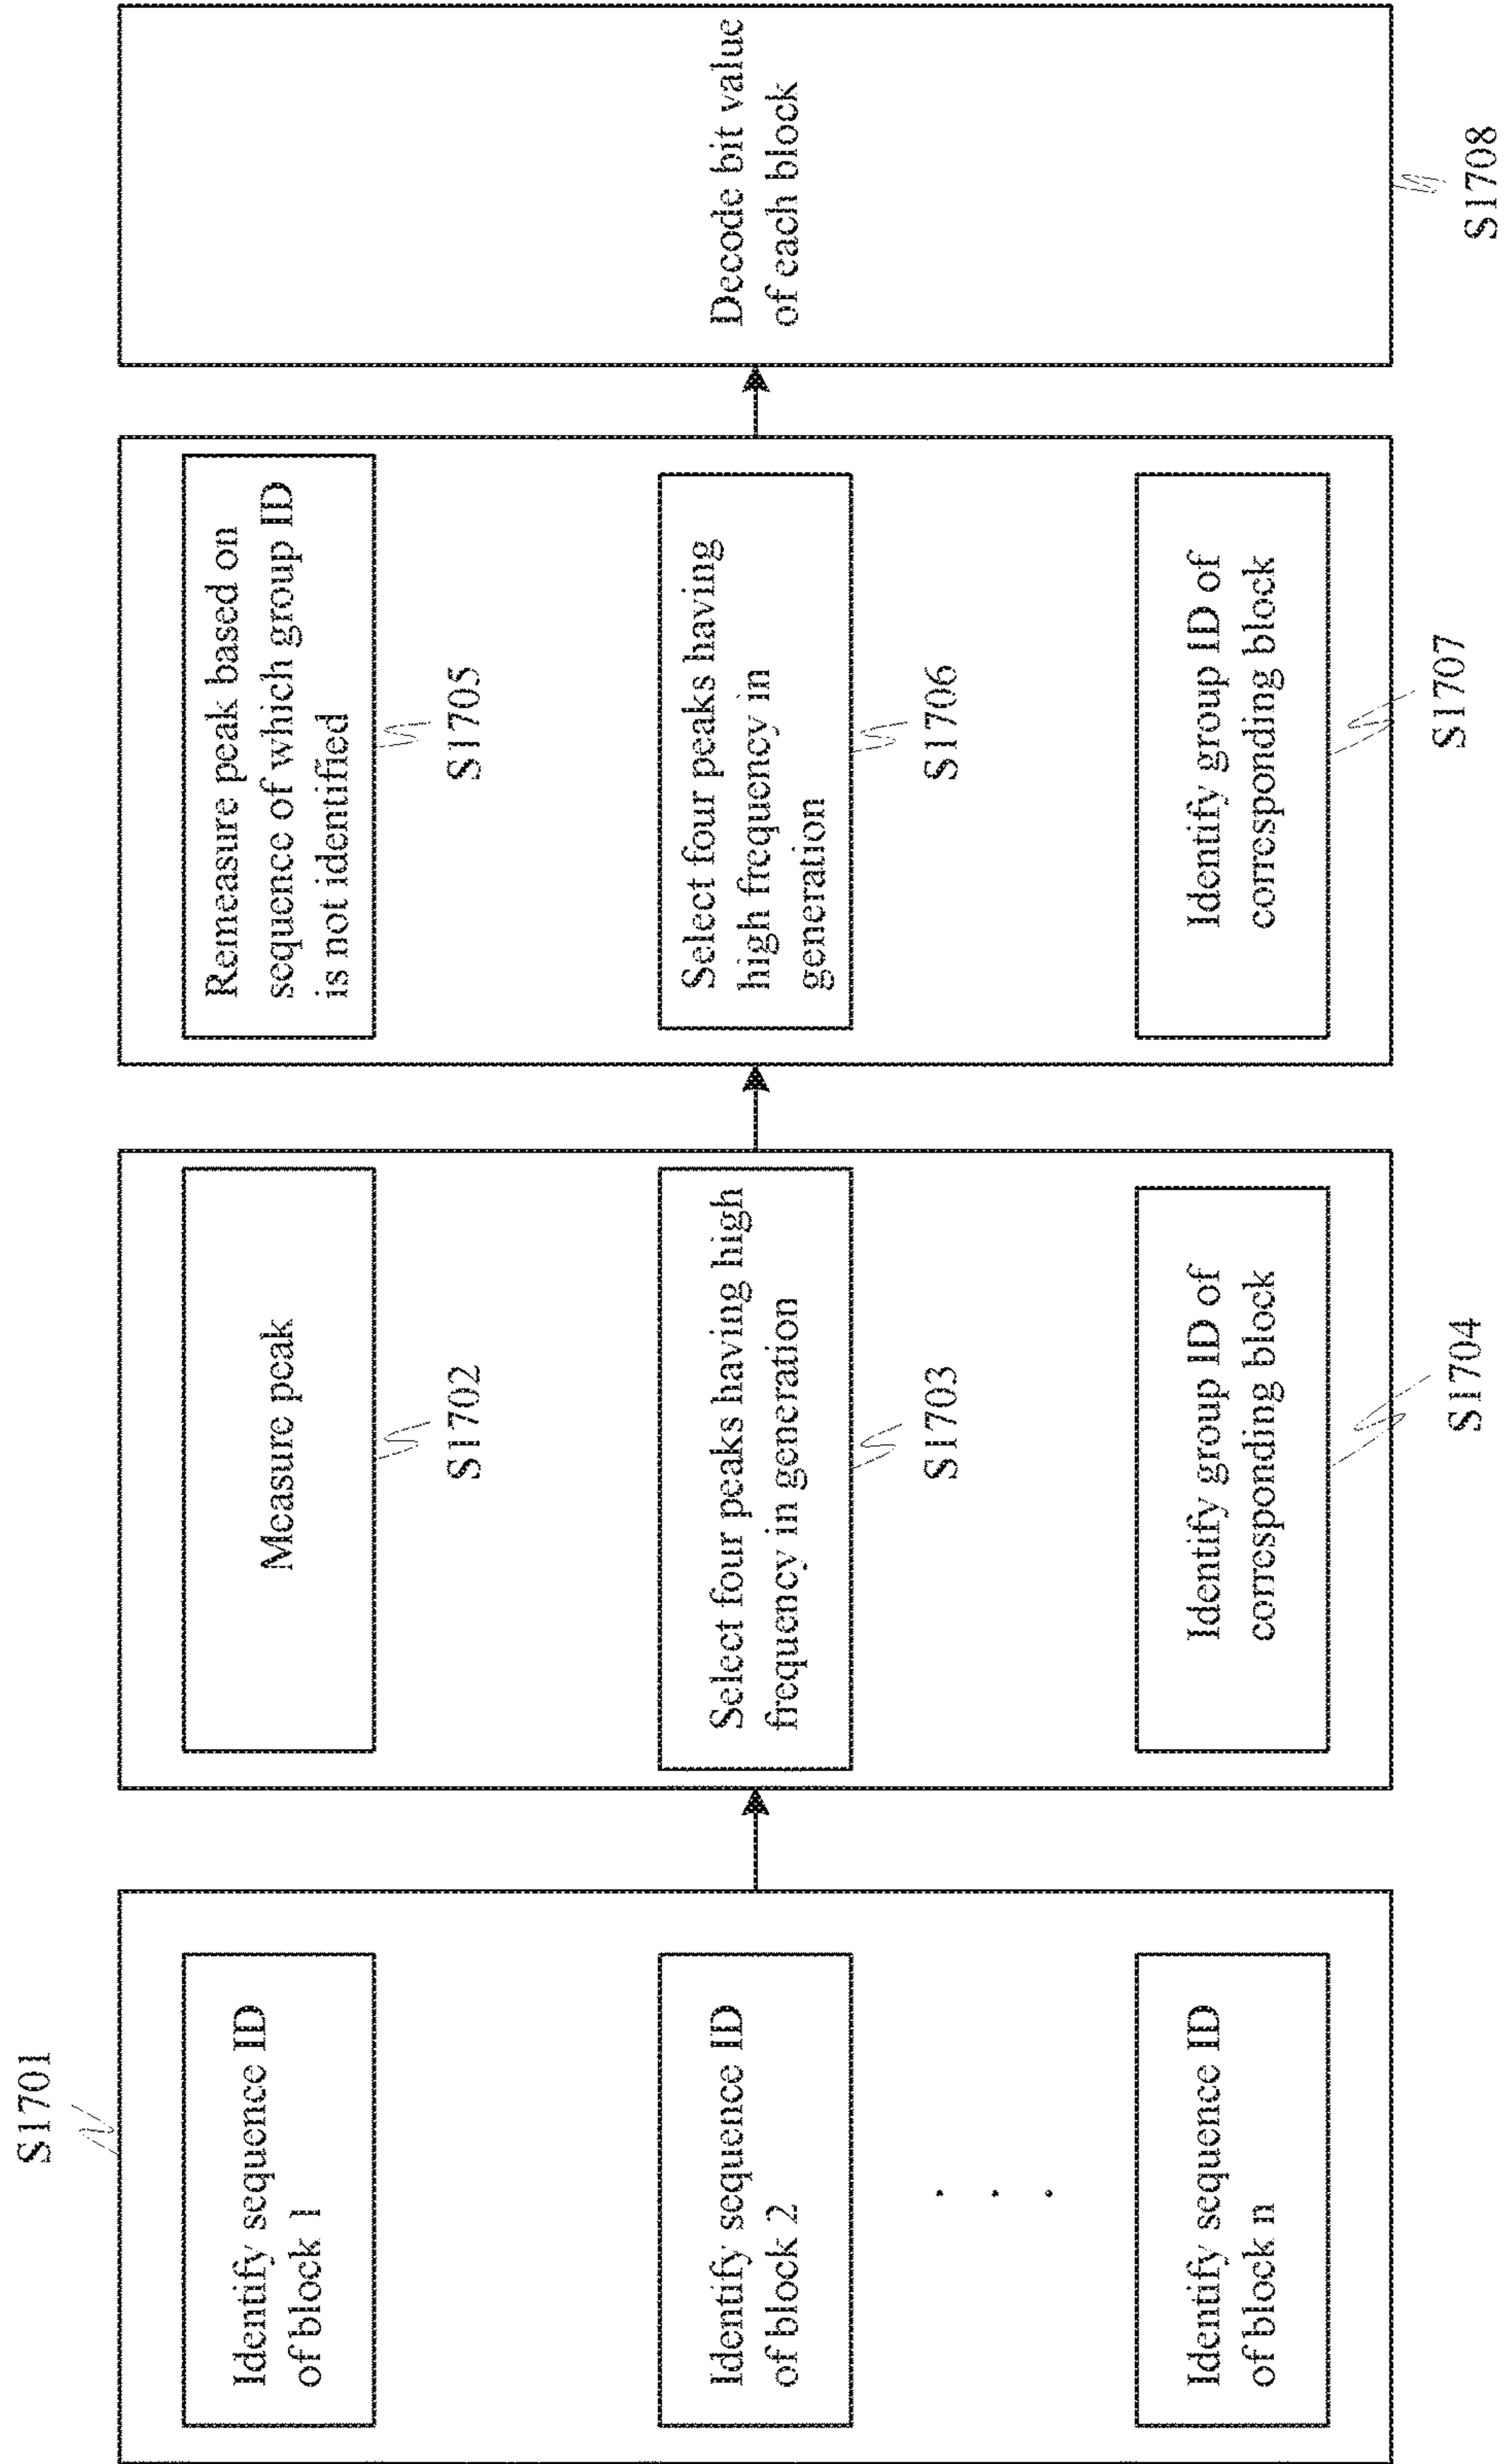 S1701
Identify sequence ID
of block 1
Identify sequence ID
of block 2
. . .
Identify sequence ID
of block n
Measure peak
S1702
Select four peaks having high
frequency in generation
S1703
Identify group ID of
corresponding block
S1704
Remeasure peak based on
sequence of which group ID
is not identified
S1705
Select four peaks having
high frequency in
generation
S1706
Identify group ID of
corresponding block
S1707
Decode bit value
of each block
S1708